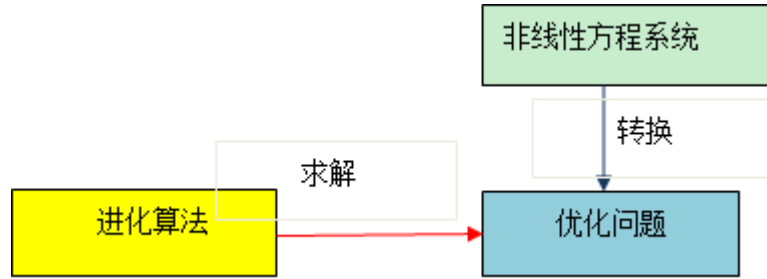 非线性方程系统
转换
求解
进化算法
优化问题